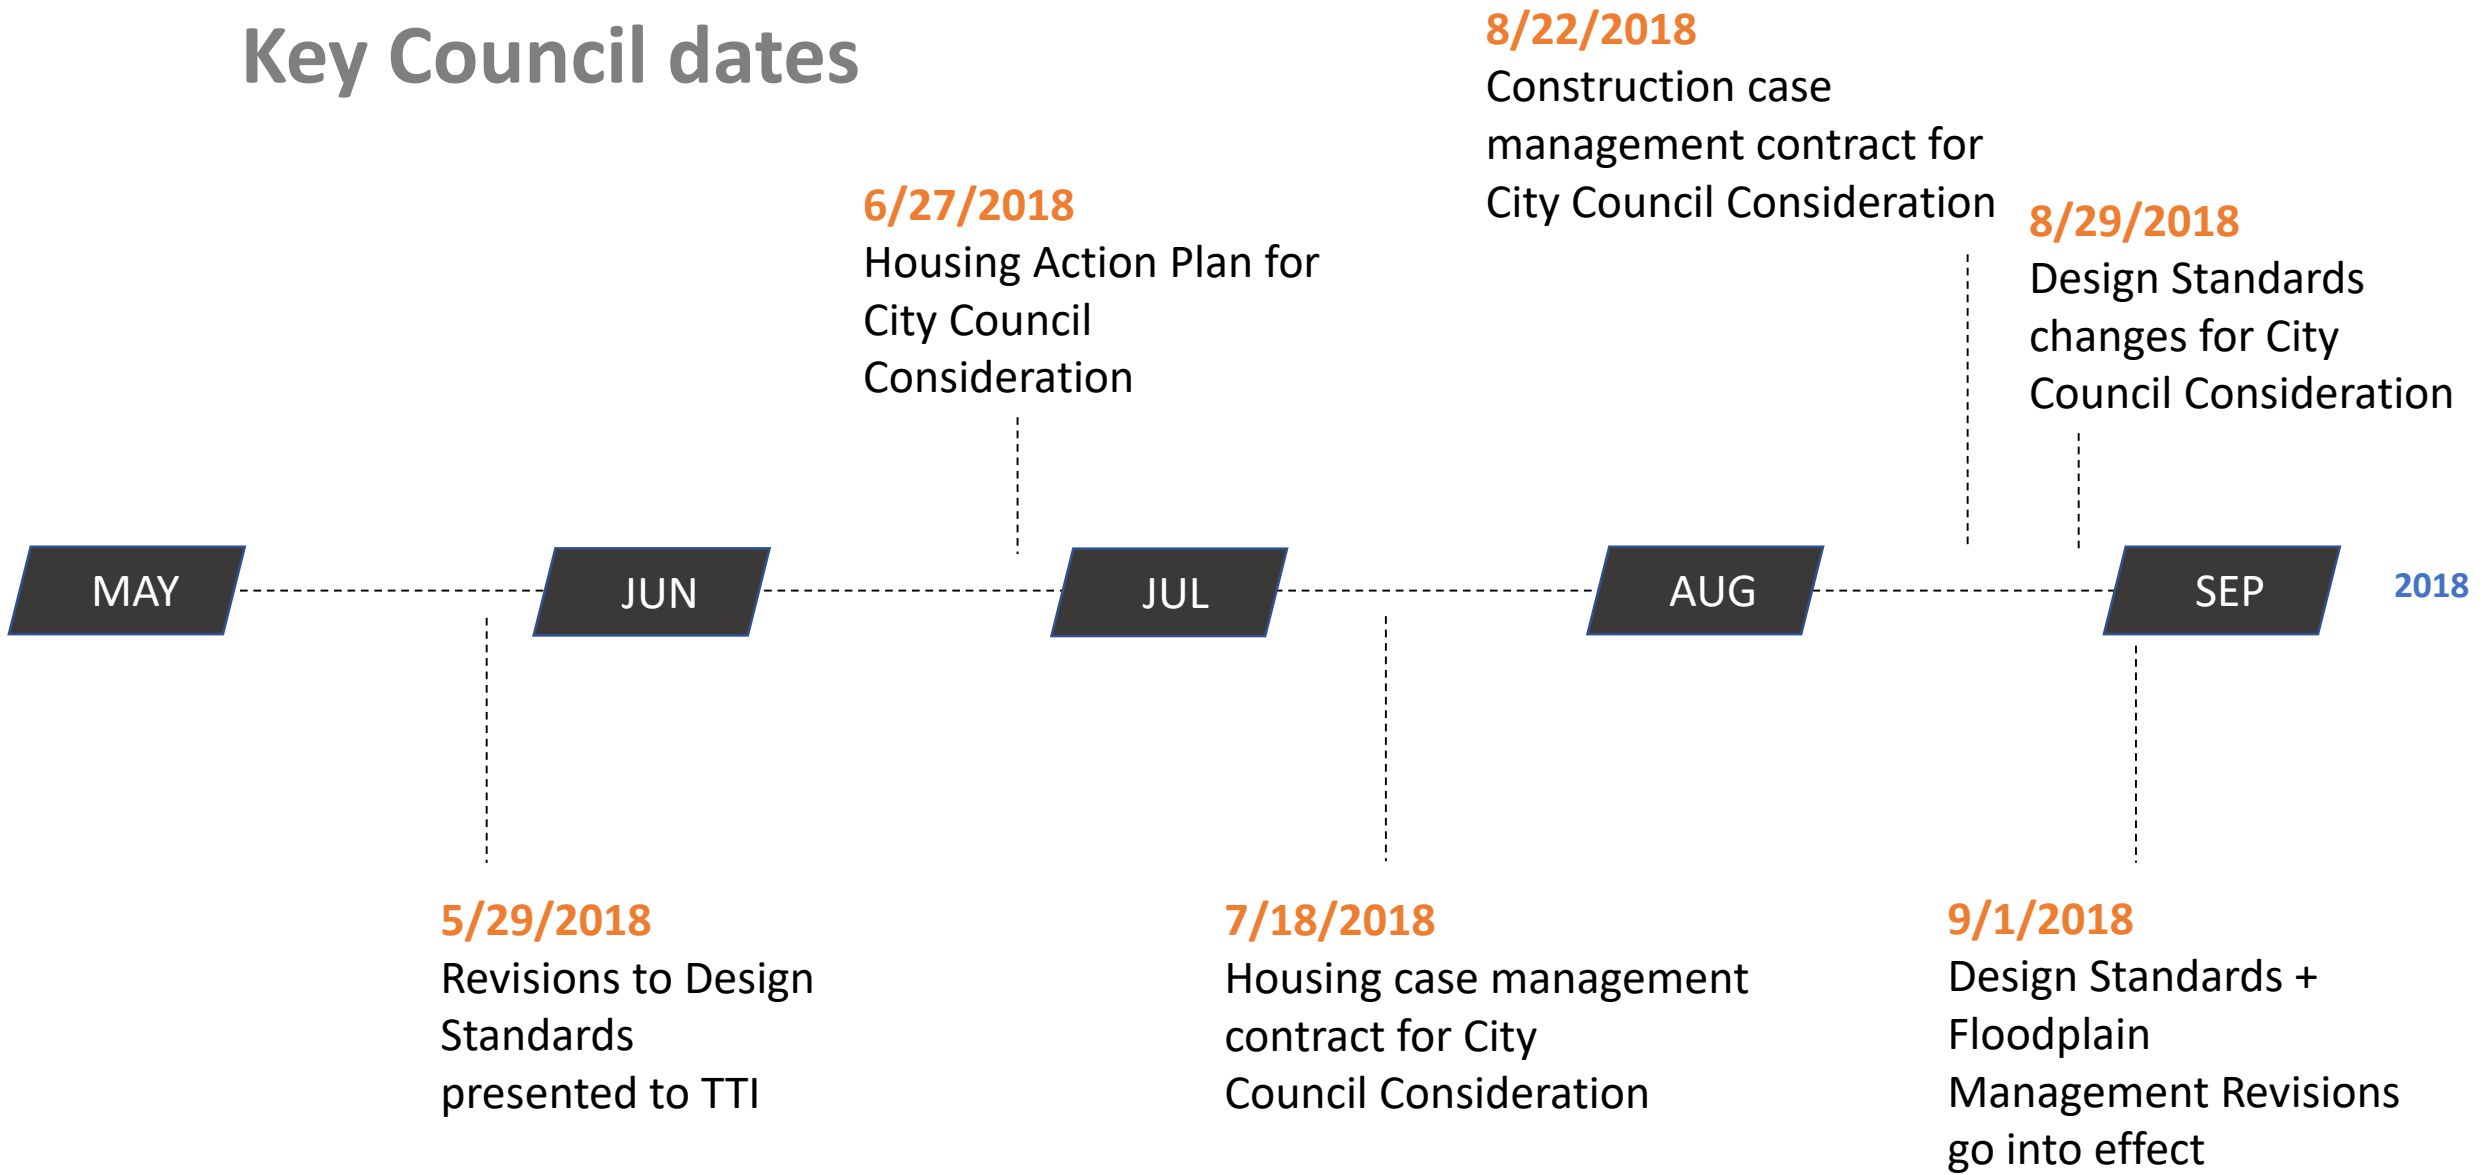 Key Council dates
8/22/2018
Construction case
management contract for
City Council Consideration
6/27/2018
Housing Action Plan for
City Council
Consideration
8/29/2018
Design Standards
changes for City
Council Consideration
MAY
JUN
JUL
AUG
SEP
2018
5/29/2018
Revisions to Design
Standards
presented to TTI
7/18/2018
Housing case management
contract for City
Council Consideration
9/1/2018
Design Standards +
Floodplain
Management Revisions
go into effect